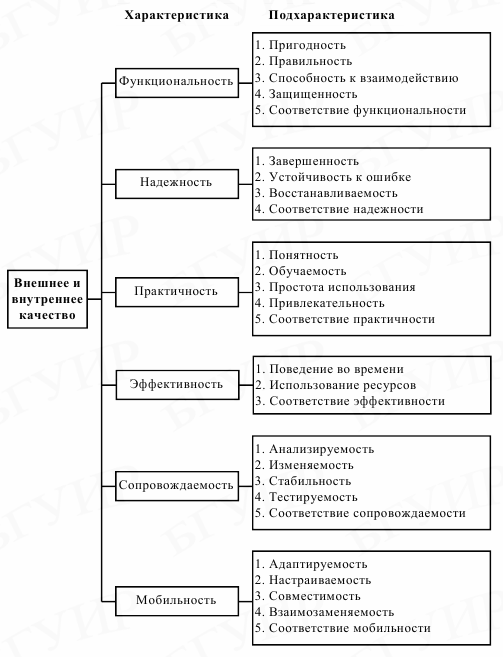 Характеристика Подхарактеристика
Функциональность
1. Пригодность
2. Правильность
3. Способность к взаимодействию
4. Защищенность
5. Соответствие функциональности
Надежность
1. Завершенность
2. Устойчивость к ошибке
3. Восстанавливаемость
4. Соответствие надежности
Внешнее и
внутреннее
качество
Практичность
1. Понятность
2. Обучаемость
3. Простота использования
4. Привлекательность
5. Соответствие практичности
Эффективность
1. Поведение во времени
2. Использование ресурсов
3. Соответствие эффективности
Сопровождаемость
1. Анализируемость
2. Изменяемость
3. Стабильность
4. Тестируемость
5. Соответствие сопровождаемости
Мобильность
1. Адаптируемость
2. Настраиваемость
3. Совместимость
4. Взаимозаменяемость
5. Соответствие мобильности
БГУИР